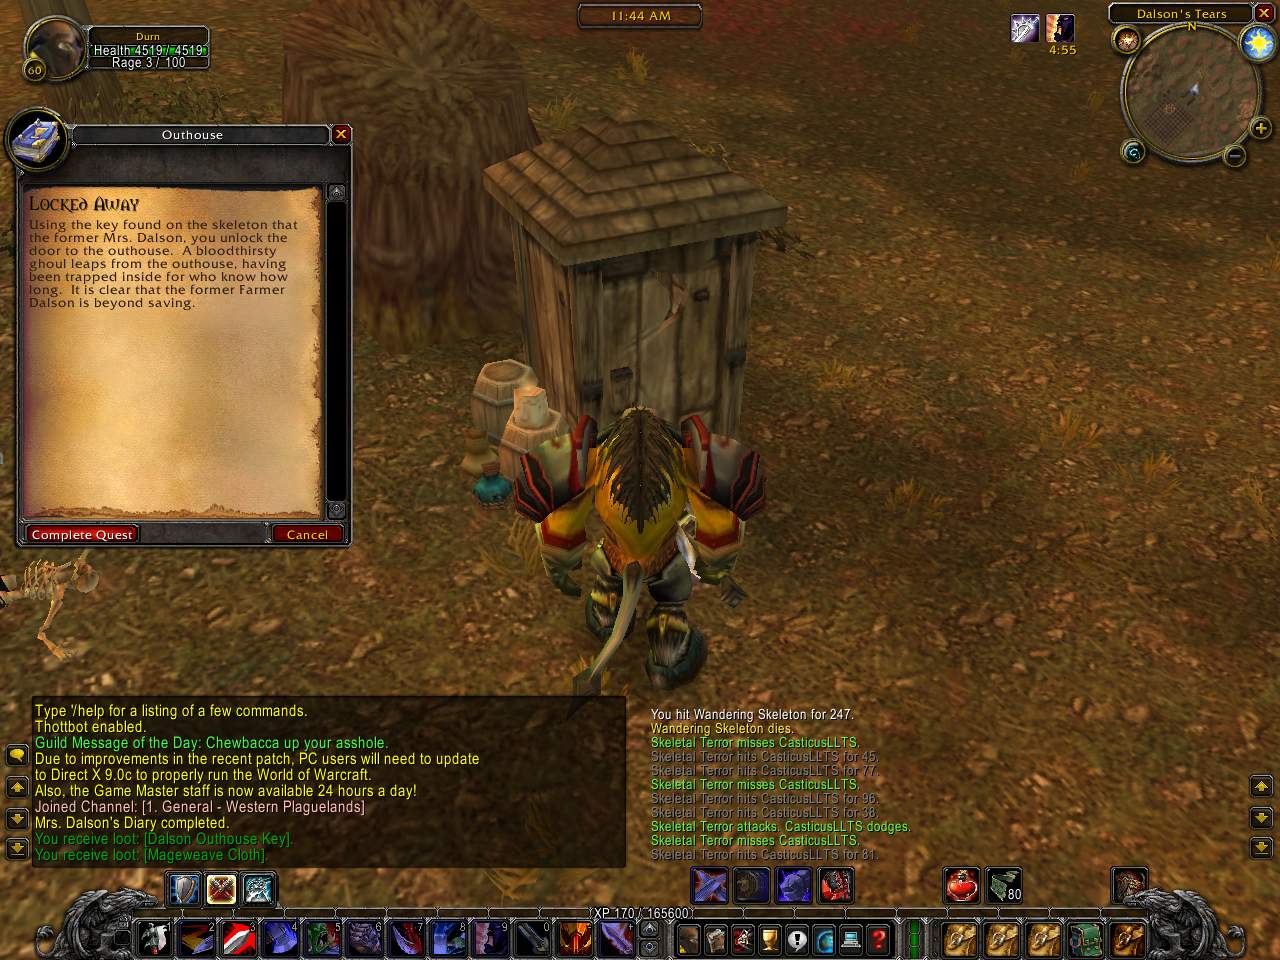 11:44 AM
Dalson's Tears
N
Durn
Health 4519 / 4519
Rage 3 / 100
60
4:55
Outhouse
Locked Away
Using the key found on the skeleton that
the former Mrs. Dalson, you unlock the
door to the outhouse.  A bloodthirsty
ghoul leaps from the outhouse, having
been trapped inside for who know how
long.  It is clear that the former Farmer
Dalson is beyond saving.
Complete Quest
Cancel
Type '/help for a listing of a few commands.
Thottbot enabled.
Guild Message of the Day: Chewbacca up your asshole.
Due to improvements in the recent patch, PC users will need to update
to Direct X 9.0c to properly run the World of Warcraft.
Also, the Game Master staff is now available 24 hours a day!
Joined Channel: [1. General - Western Plaguelands]
Mrs. Dalson's Diary completed.
You receive loot: [Dalson Outhouse Key].
You receive loot: [Mageweave Cloth].
You hit Wandering Skeleton for 247.
Wandering Skeleton dies.
Skeletal Terror misses CasticusLLTS.
Skeletal Terror hits CasticusLLTS for 45.
Skeletal Terror hits CasticusLLTS for 77.
Skeletal Terror misses CasticusLLTS.
Skeletal Terror hits CasticusLLTS for 96.
Skeletal Terror hits CasticusLLTS for 38.
Skeletal Terror attacks. CasticusLLTS dodges.
Skeletal Terror misses CasticusLLTS.
Skeletal Terror hits CasticusLLTS for 81.
80
XP 170 / 165600
1 2 3 4 5 6 7 8 9 0 - =